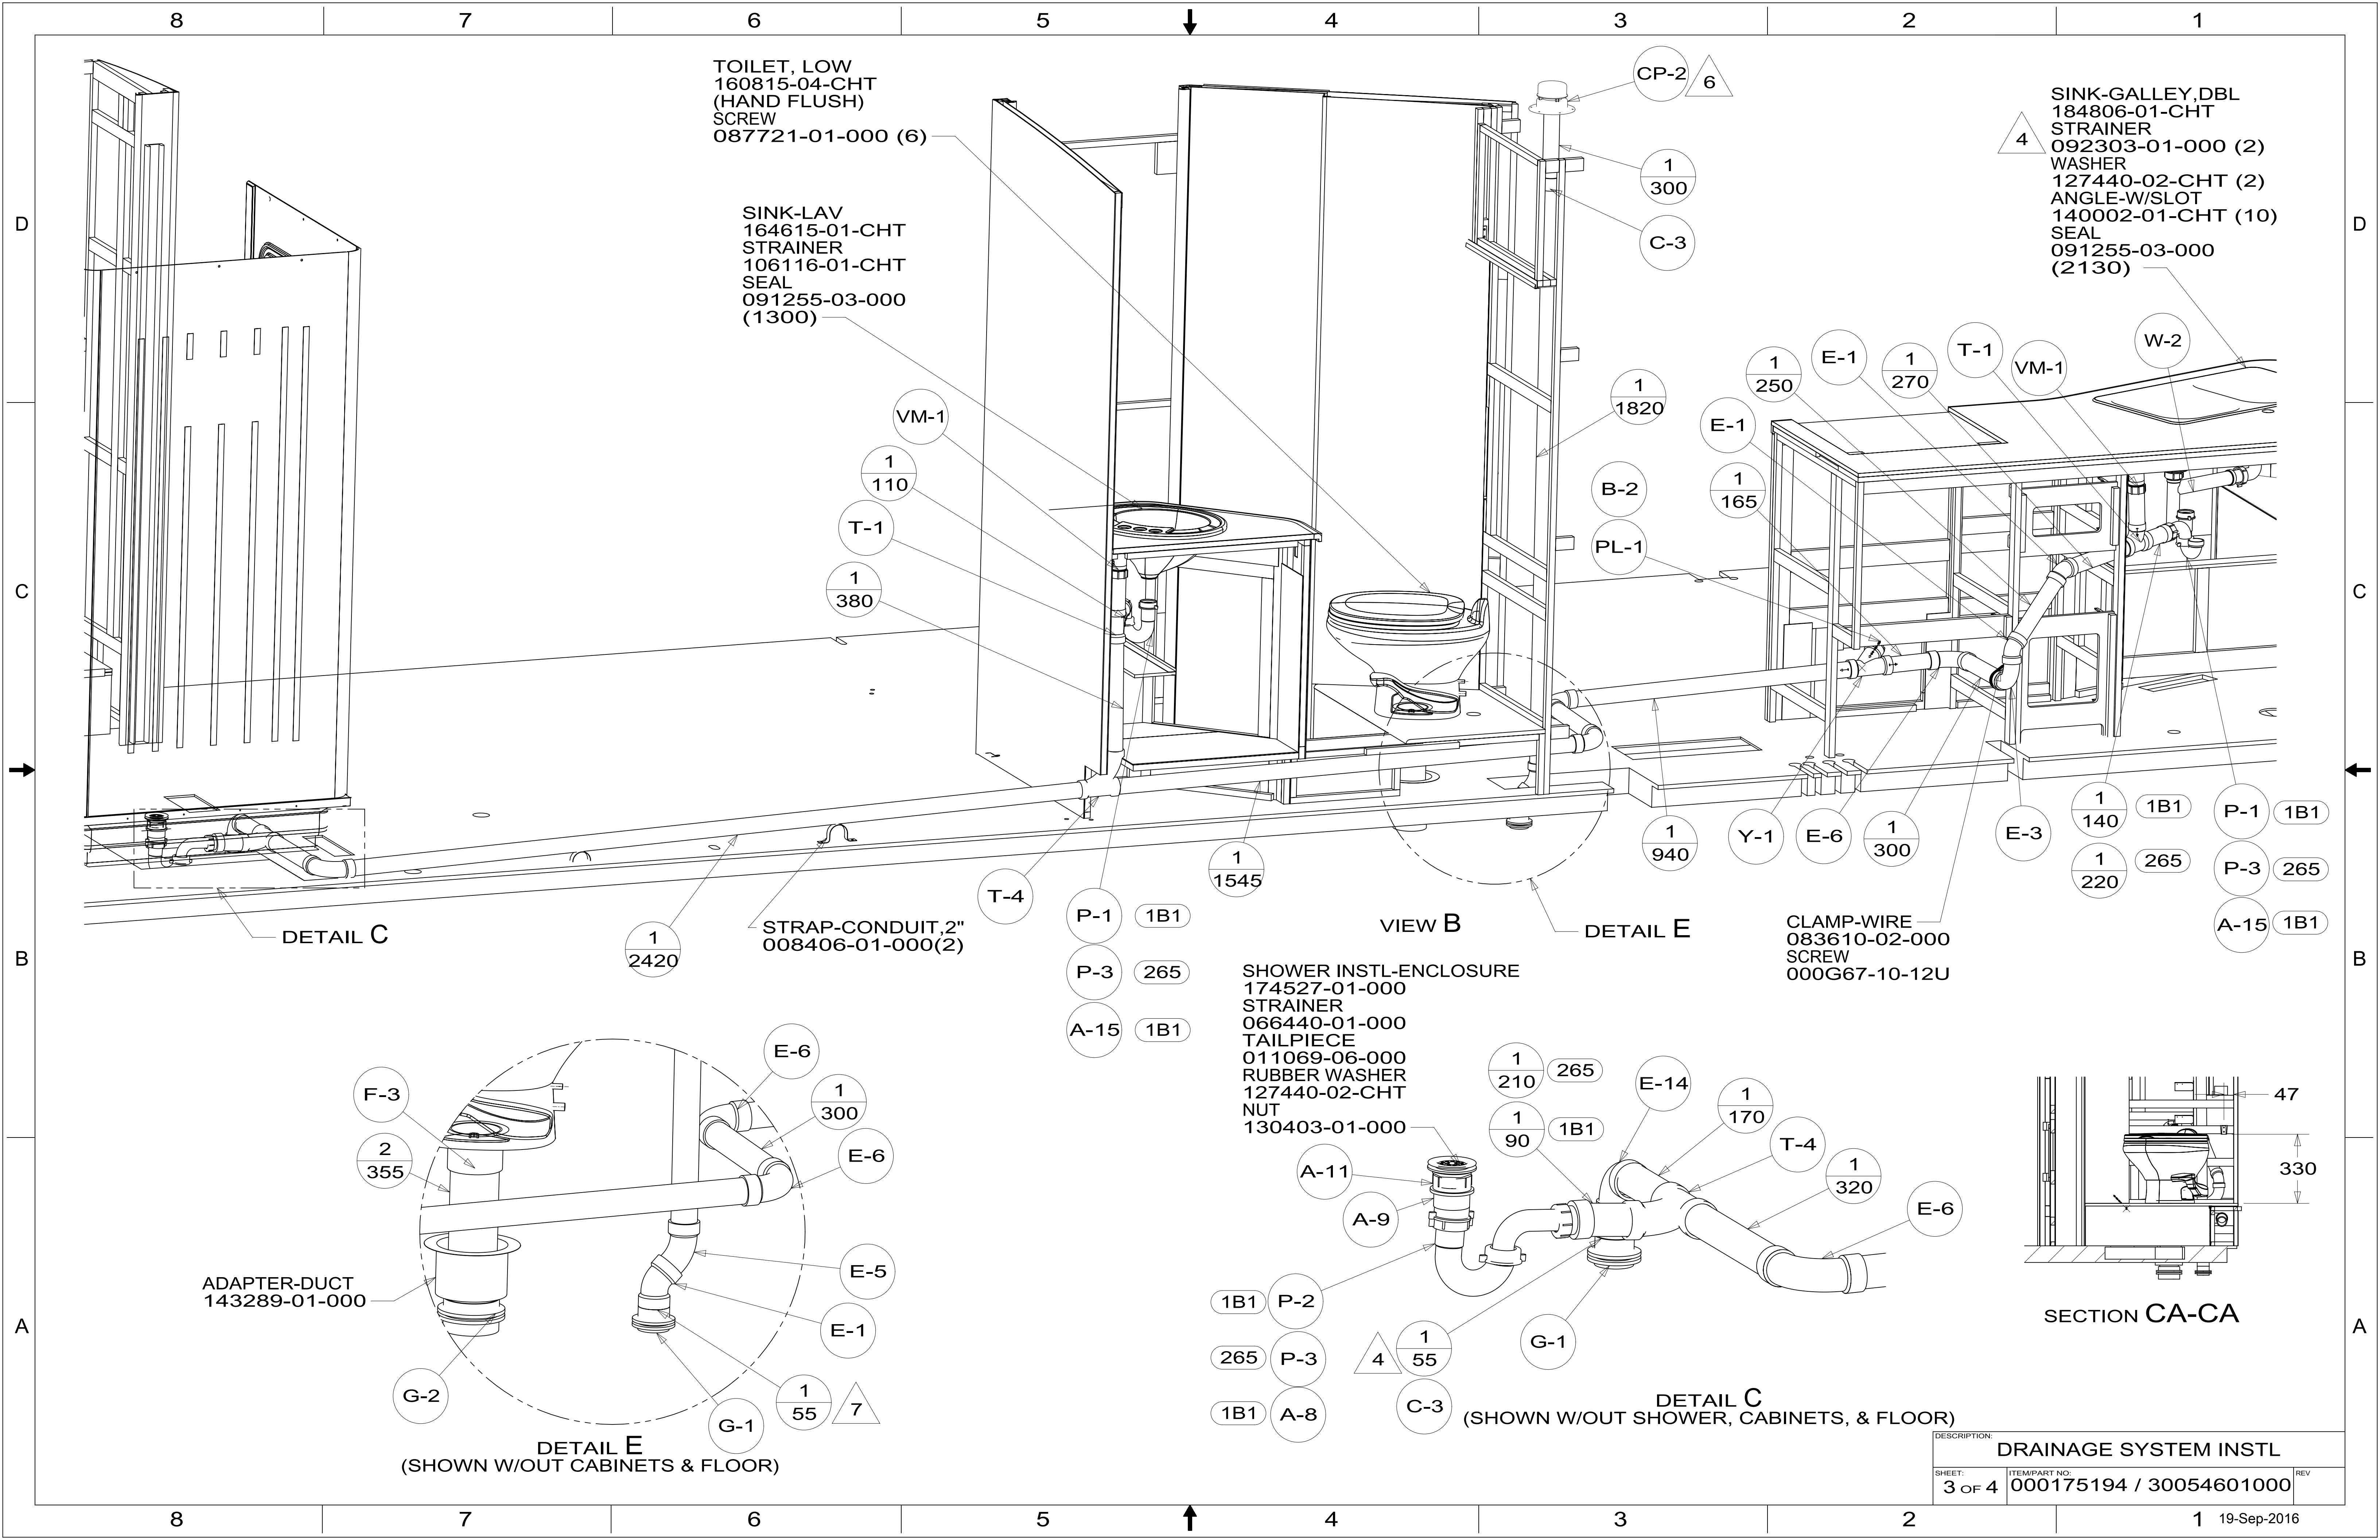 8 7 6 5 4 3 2 1
D
C
B
A
D
C
B
A
TOILET, LOW
160815-04-CHT
(HAND FLUSH)
SCREW
087721-01-000 (6)
SINK-LAV
164615-01-CHT
STRAINER
106116-01-CHT
SEAL
091255-03-000
(1300)
CP-2
6
1
300
C-3
4
SINK-GALLEY,DBL
184806-01-CHT
STRAINER
092303-01-000 (2)
WASHER
127440-02-CHT (2)
ANGLE-W/SLOT
140002-01-CHT (10)
SEAL
091255-03-000
(2130)
VM-1
1
110
T-1
1
380
1
1820
B-2
PL-1
1
165
E-1
1
250
E-1
1
270
T-1
VM-1
W-2
DETAIL C
1
2420
STRAP-CONDUIT,2"
008406-01-000(2)
T-4
P-1 1B1
P-3 265
A-15 1B1
1
1545
VIEW B
DETAIL E
1
940
Y-1
E-6
1
300
E-3
CLAMP-WIRE
083610-02-000
SCREW
000G67-10-12U
1
140
1B1
1
220
265
P-1 1B1
P-3 265
A-15 1B1
F-3
2
355
E-6
1
300
E-6
E-5
E-1
1
55
7
G-1
G-2
ADAPTER-DUCT
143289-01-000
DETAIL E
(SHOWN W/OUT CABINETS & FLOOR)
SHOWER INSTL-ENCLOSURE
174527-01-000
STRAINER
066440-01-000
TAILPIECE
011069-06-000
RUBBER WASHER
127440-02-CHT
NUT
130403-01-000
A-11
A-9
1B1 P-2
265 P-3
1B1 A-8
1
210
265
1
90
1B1
E-14
1
170
T-4
1
320
E-6
4
1
55
C-3
G-1
DETAIL C
(SHOWN W/OUT SHOWER, CABINETS, & FLOOR)
47
330
SECTION CA-CA
DESCRIPTION:
DRAINAGE SYSTEM INSTL
SHEET:
3 OF 4
ITEM/PART NO:
000175194 / 30054601000
REV
8 7 6 5 4 3 2 1
19-Sep-2016